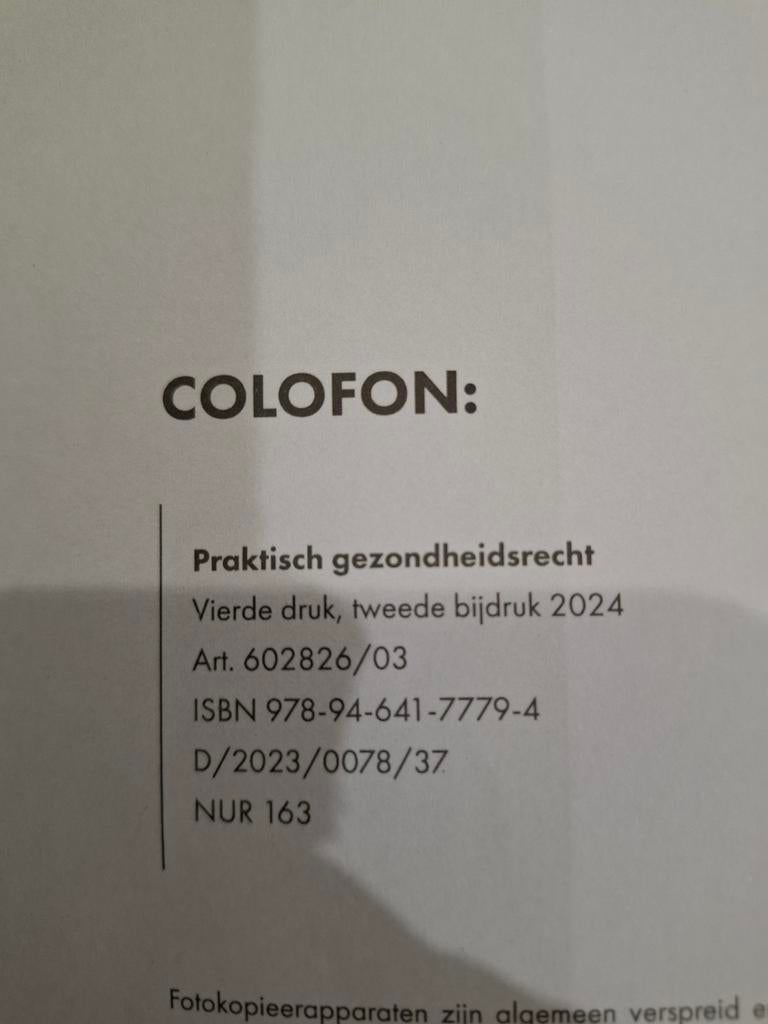 COLOFON:
Praktisch gezondheidsrecht
Vierde druk, tweede bijdruk 2024
Art. 602826/03
ISBN 978-94-641-7779-4
D/2023/0078/37
NUR 163
Fotokopieerapparaten zijn algemeen verspreid e